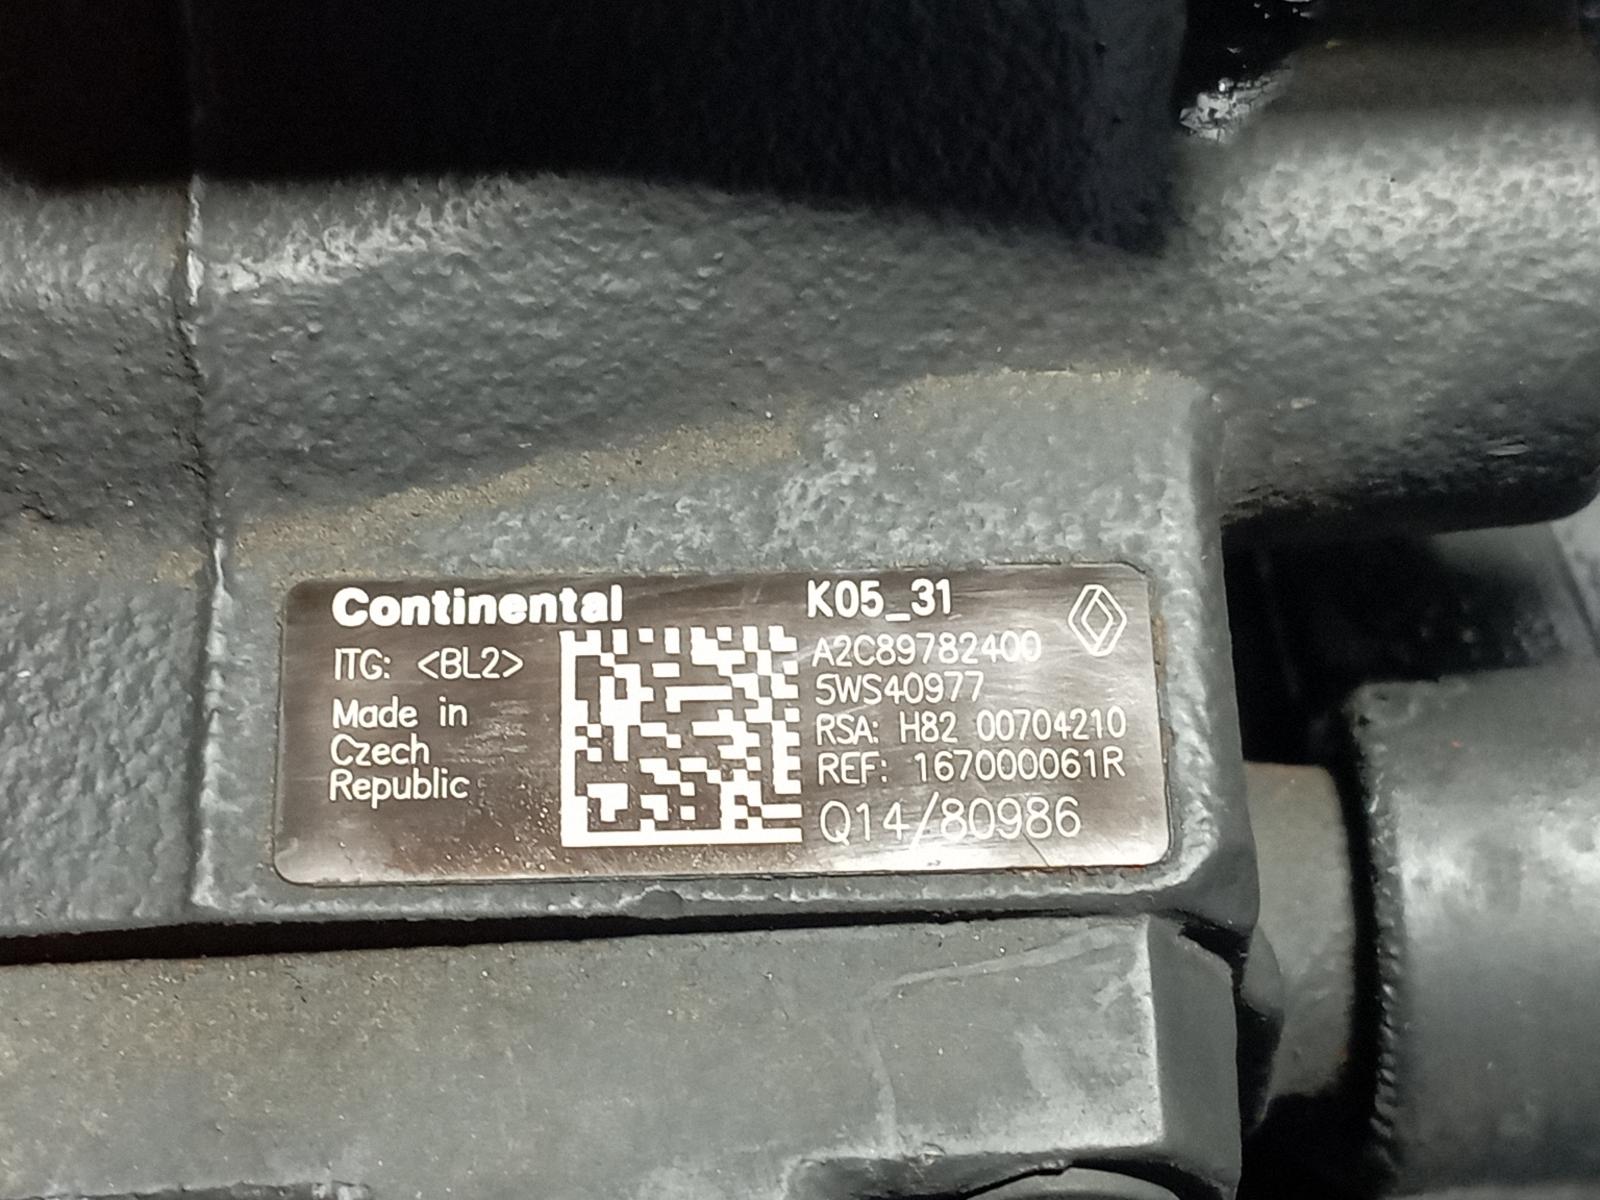 Continental
ITG: <BL2>
Made in
Czech
Republic
K05_31
A2C89782400
5WS40977
RSA: H82 00704210
REF: 167000061R
Q14/80986